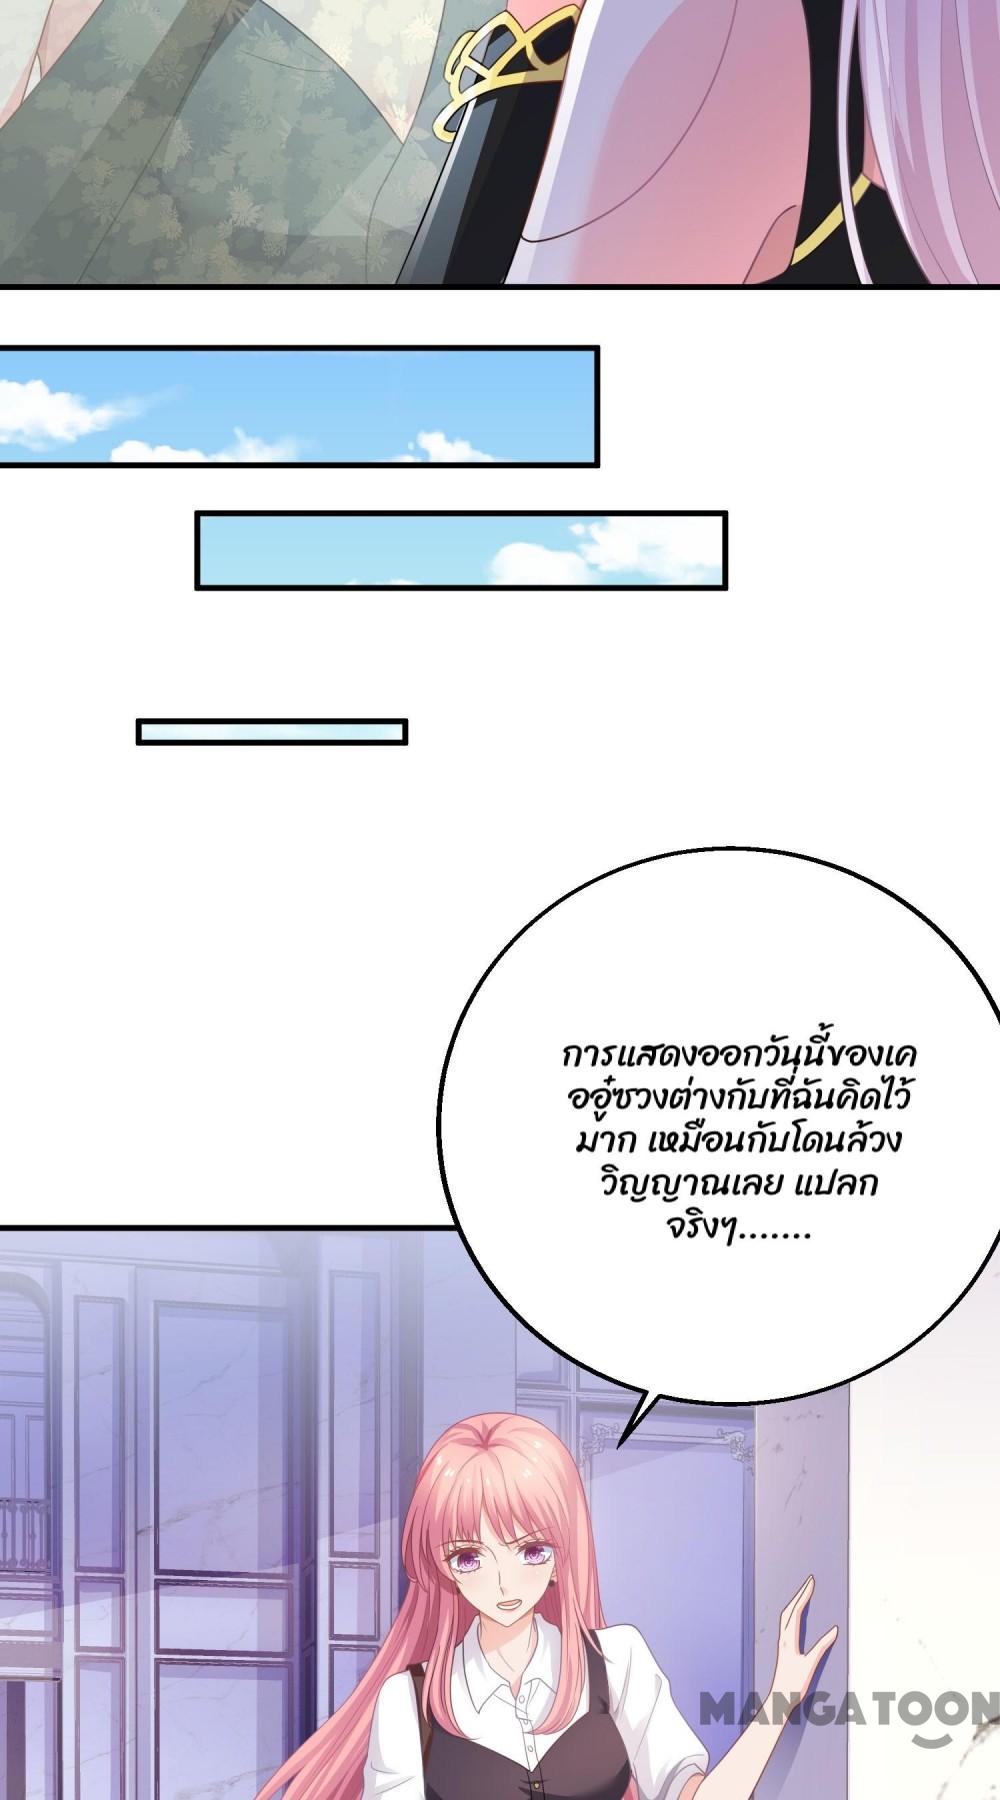 การแสดงออกวันนี้ของเค
ออู๋ซวงต่างกับที่ฉันคิดไว้
มาก เหมือนกับโดนล้วง
วิญญาณเลย แปลก
จริงๆ.......
MANGATOON